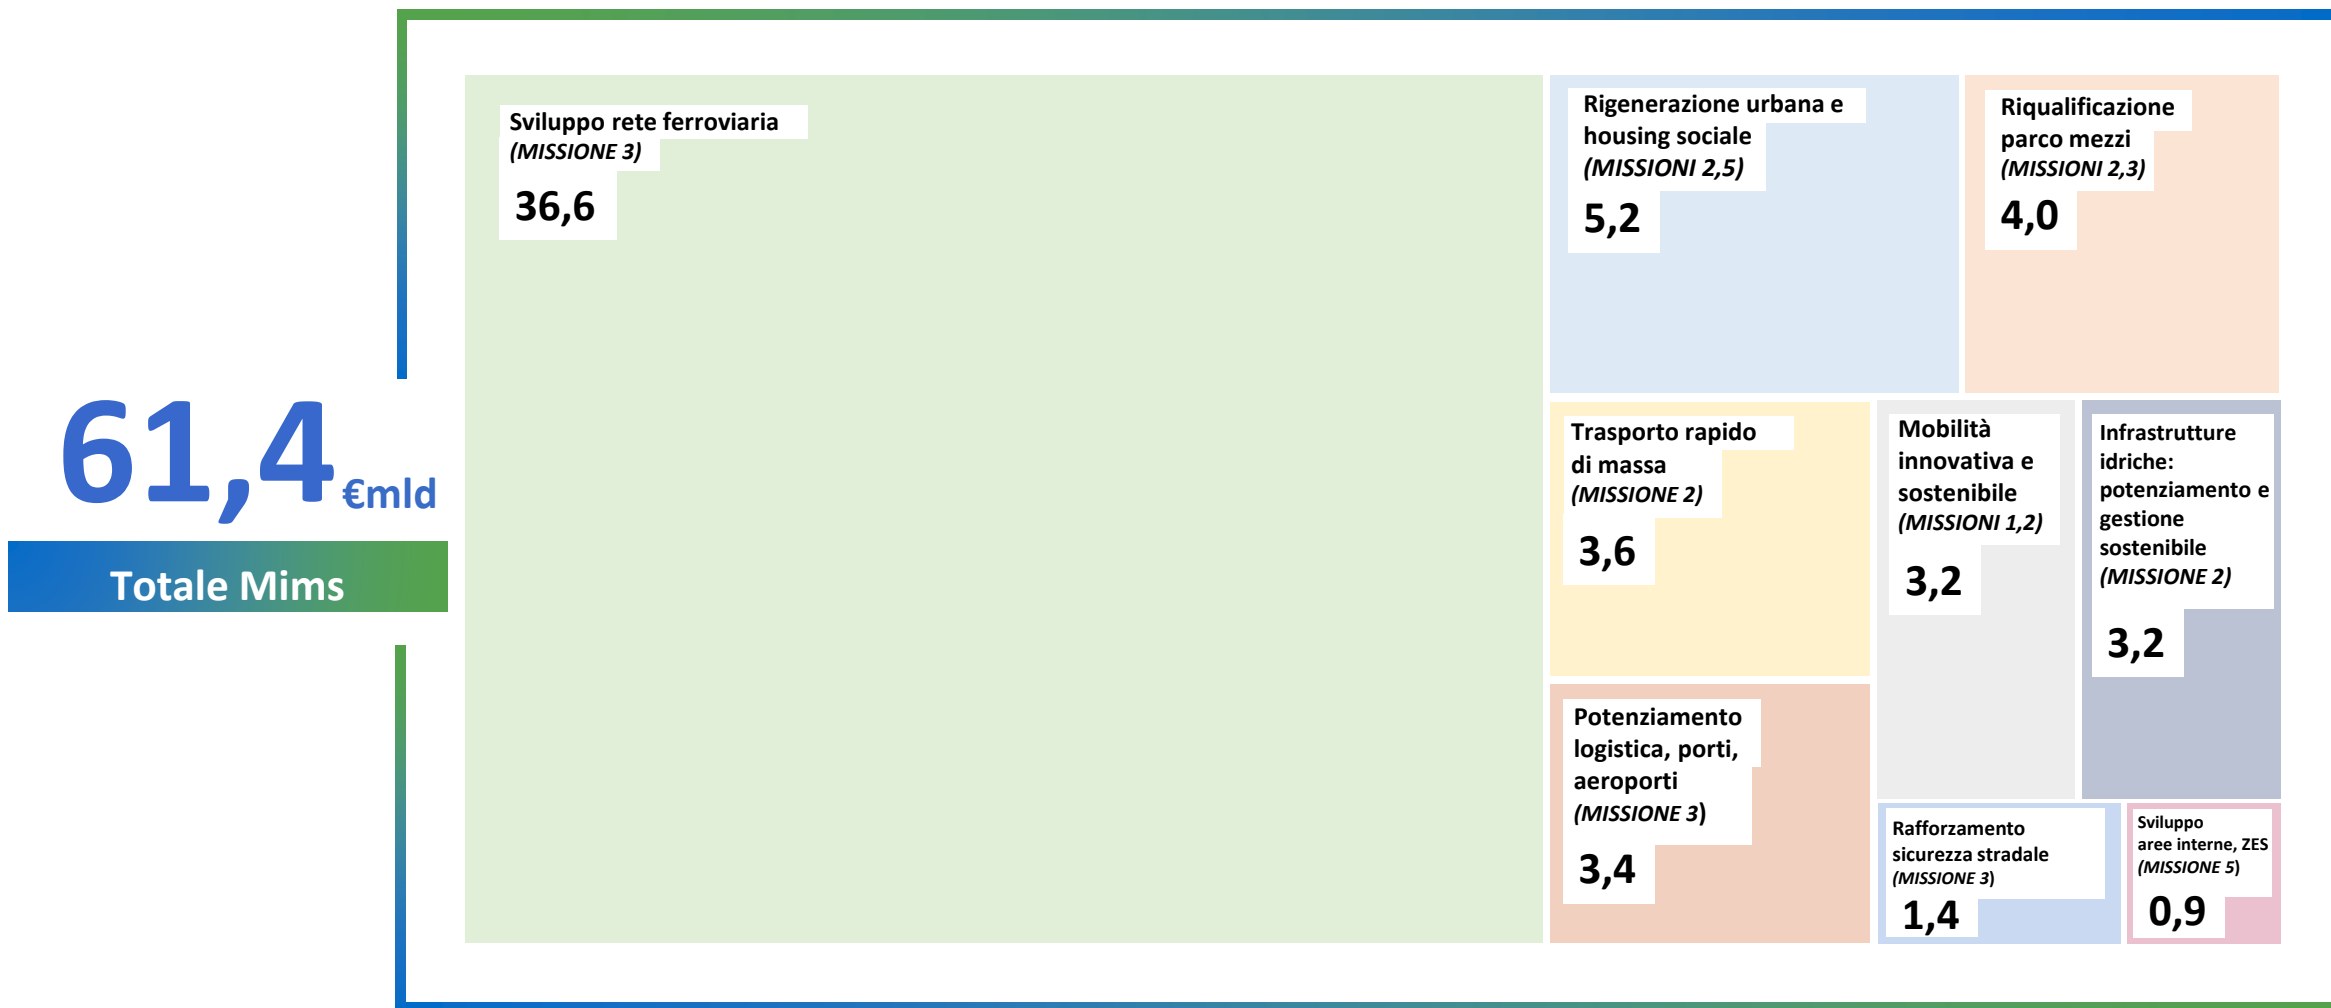 61,4 €mld
Totale Mims
Sviluppo rete ferroviaria
(MISSIONE 3)
36,6
Rigenerazione urbana e
housing sociale
(MISSIONI 2,5)
5,2
Riqualificazione
parco mezzi
(MISSIONI 2,3)
4,0
Trasporto rapido
di massa
(MISSIONE 2)
3,6
Mobilità
innovativa e
sostenibile
(MISSIONI 1,2)
3,2
Infrastrutture
idriche:
potenziamento e
gestione
sostenibile
(MISSIONE 2)
3,2
Potenziamento
logistica, porti,
aeroporti
(MISSIONE 3)
3,4
Rafforzamento
sicurezza stradale
(MISSIONE 3)
1,4
Sviluppo
aree interne, ZES
(MISSIONE 5)
0,9